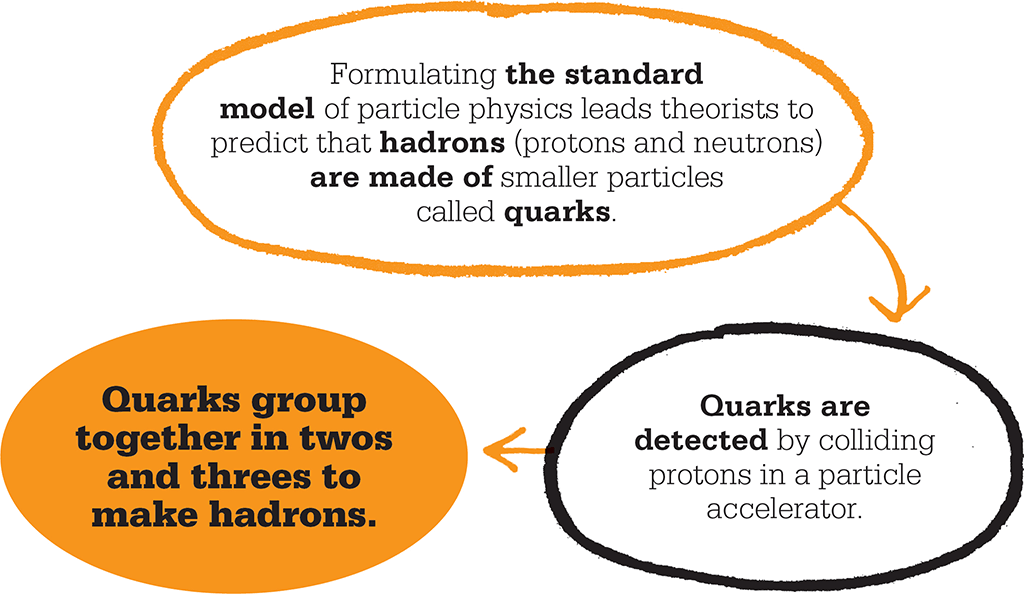 Formulating the standard
model of particle physics leads theorists to
predict that hadrons (protons and neutrons)
are made of smaller particles
called quarks.
Quarks are
detected by colliding
protons in a particle
accelerator.
Quarks group
together in twos
and threes to
make hadrons.